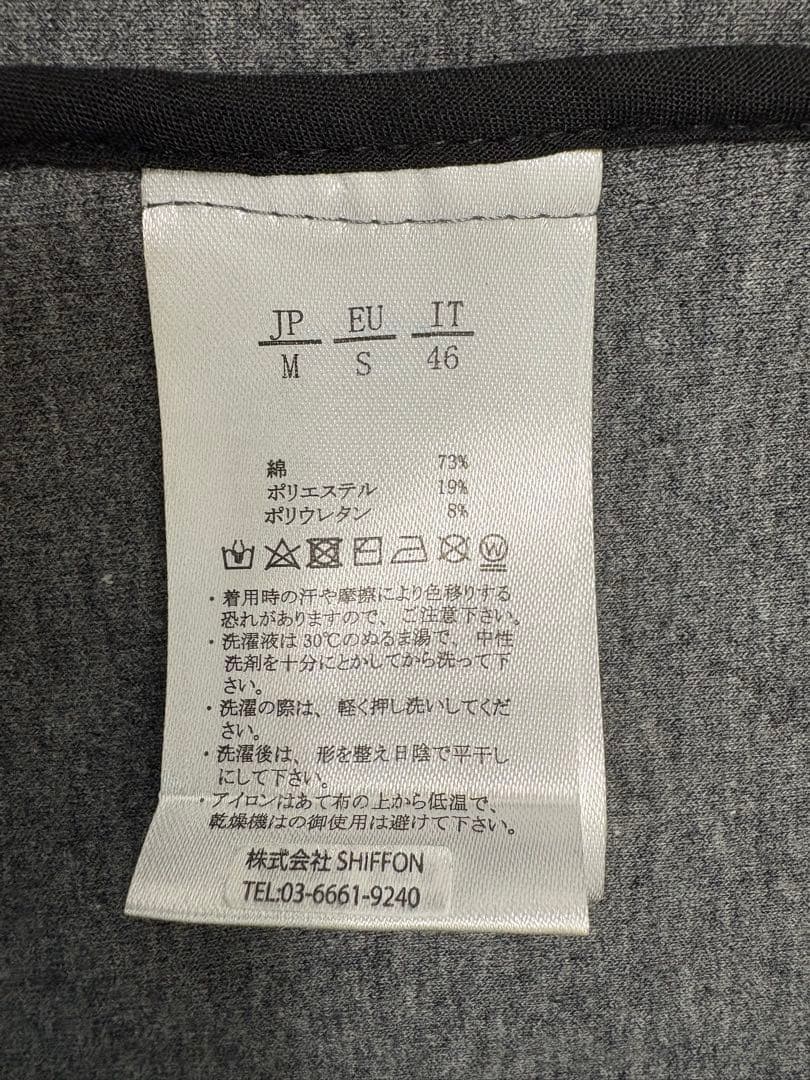 JP EU IT
M S 46
綿 73%
ポリエステル 19%
ポリウレタン 8%
W
・着用時の汗や摩擦により色移りする
恐れがありますので、ご注意下さい。
・洗濯液は30℃のぬるま湯で、中性
洗剤を十分にとかしてから洗って下
さい。
・洗濯の際は、軽く押し洗いしてくだ
さい。
・洗濯後は、形を整え日陰で平干し
にして下さい。
・アイロンはあて布の上から低温で、
乾燥機はの御使用は避けて下さい。
株式会社 SHIFFON
TEL:03-6661-9240